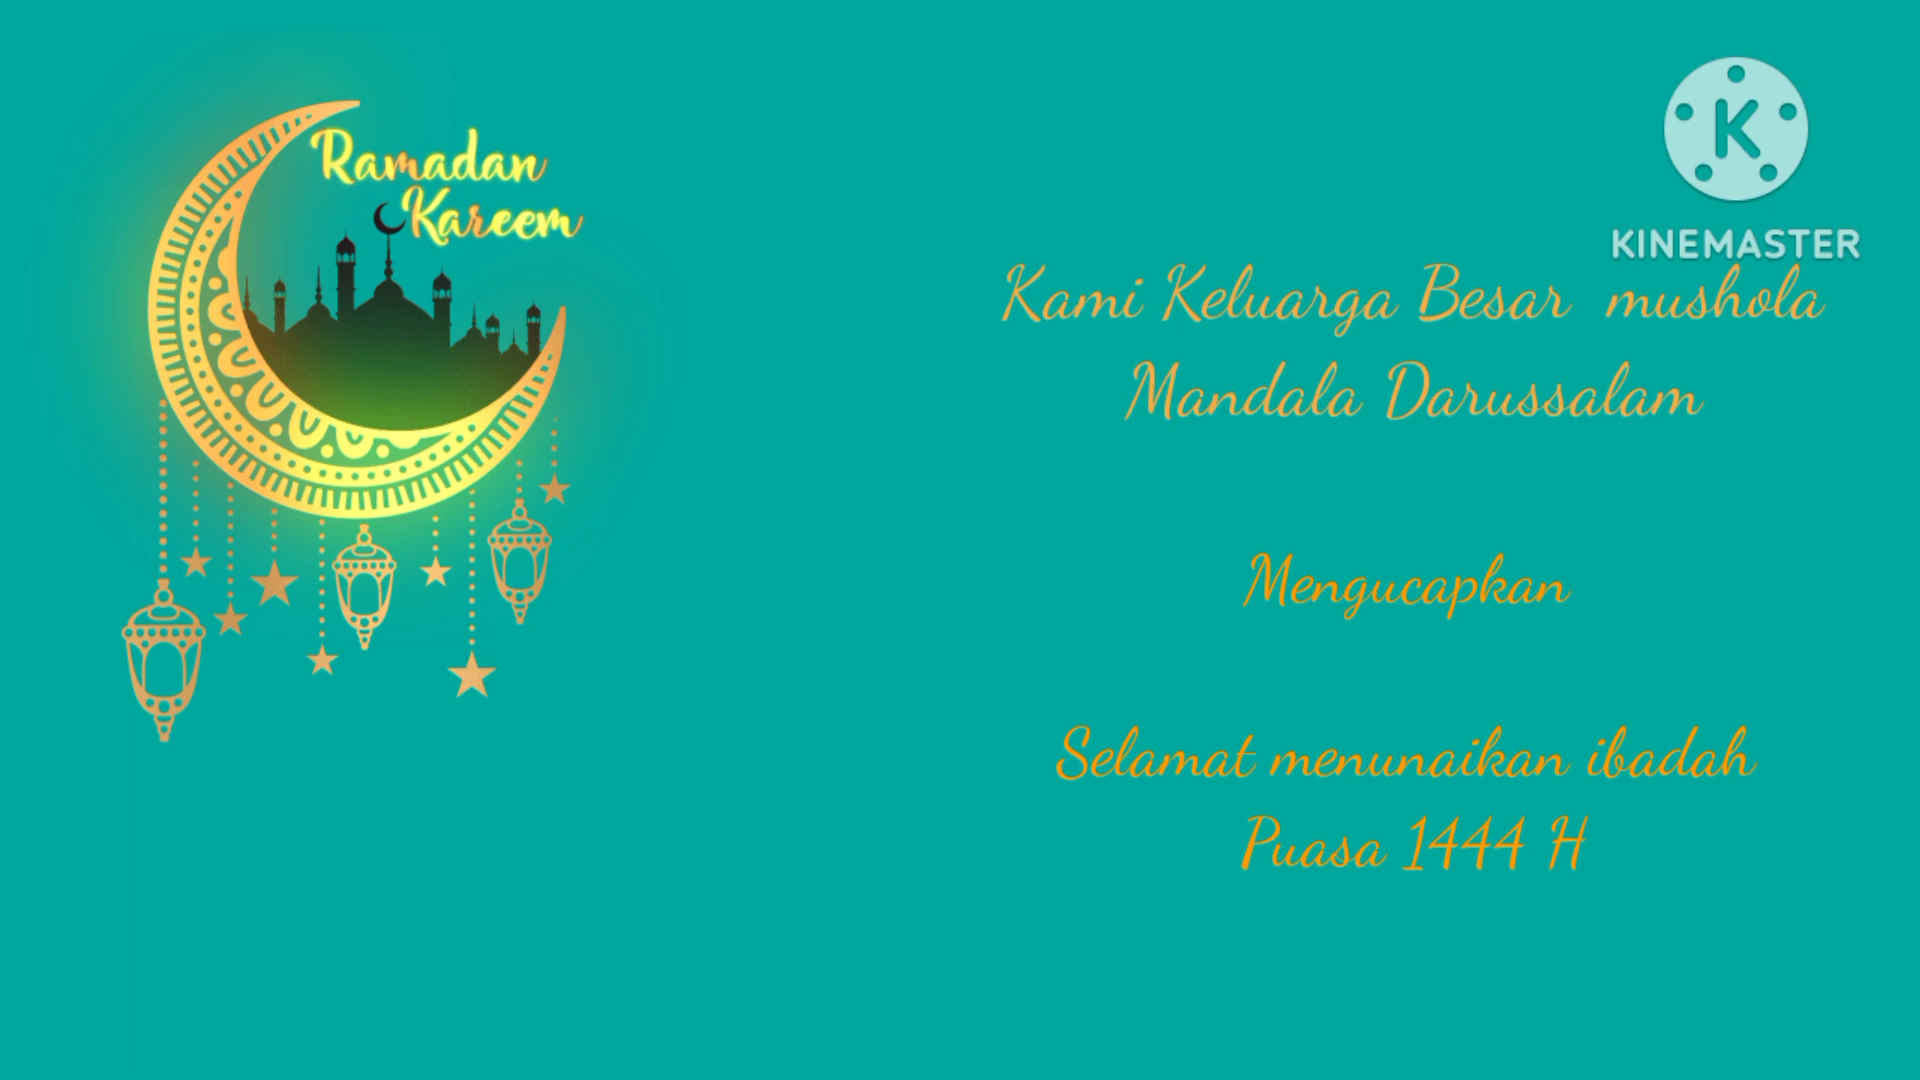 Ramadan
Kareem
K
KINEMASTER
Kami Keluarga Besar mushola
Mandala Darussalam
Mengucapkan
Selamat menunaikan ibadah
Puasa 1444 H